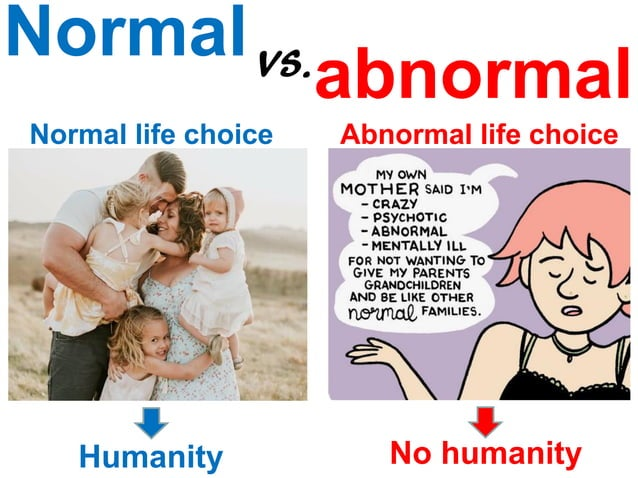 Normal vs. abnormal
Normal life choice
Abnormal life choice
MY OWN
MOTHER SAID I'M
- CRAZY
- PSYCHOTIC
- ABNORMAL
- MENTALLY ILL
FOR NOT WANTING TO
GIVE MY PARENTS
GRANDCHILDREN
AND BE LIKE OTHER
normal FAMILIES.
Humanity
No humanity